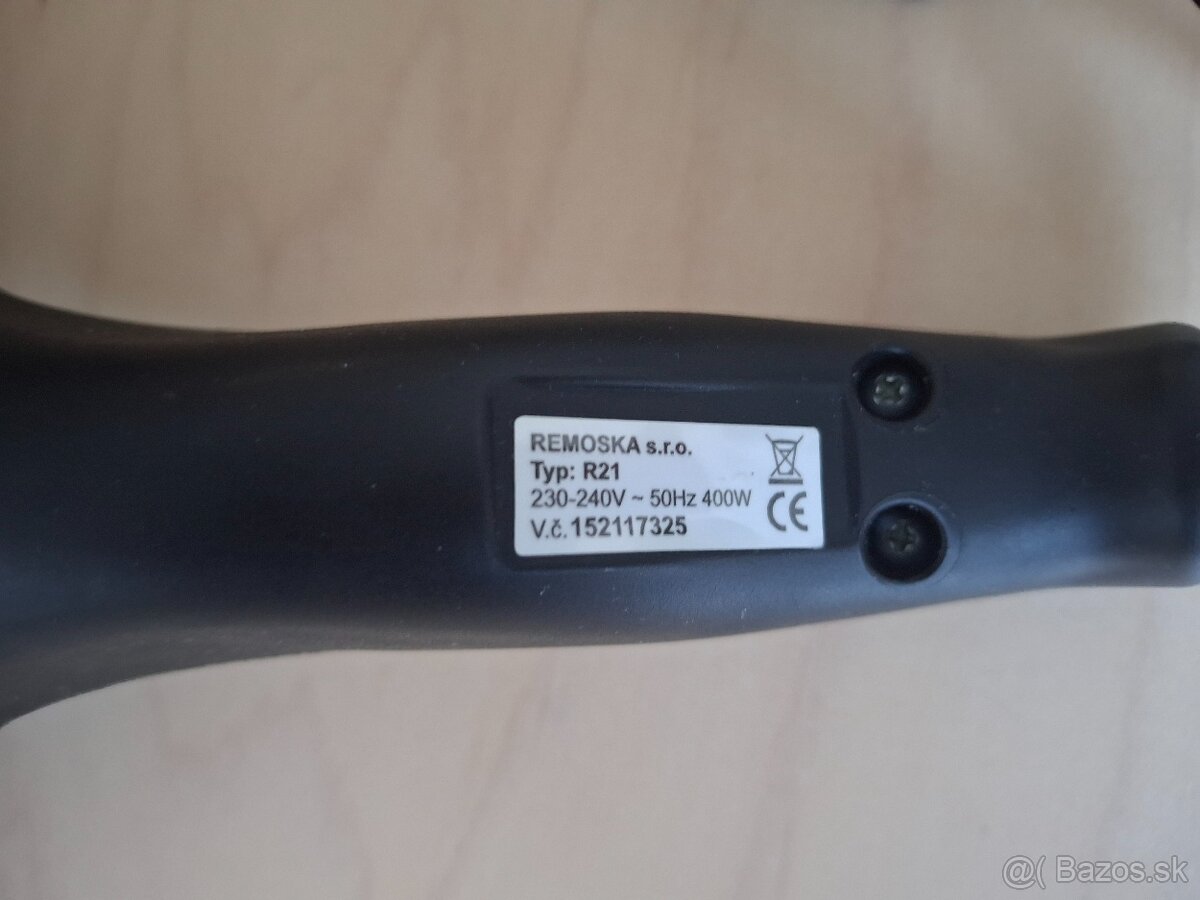 REMOSKA s.r.o.
Typ: R21
230-240V ~ 50Hz 400W
V.č. 152117325
CE
@( Bazos.sk